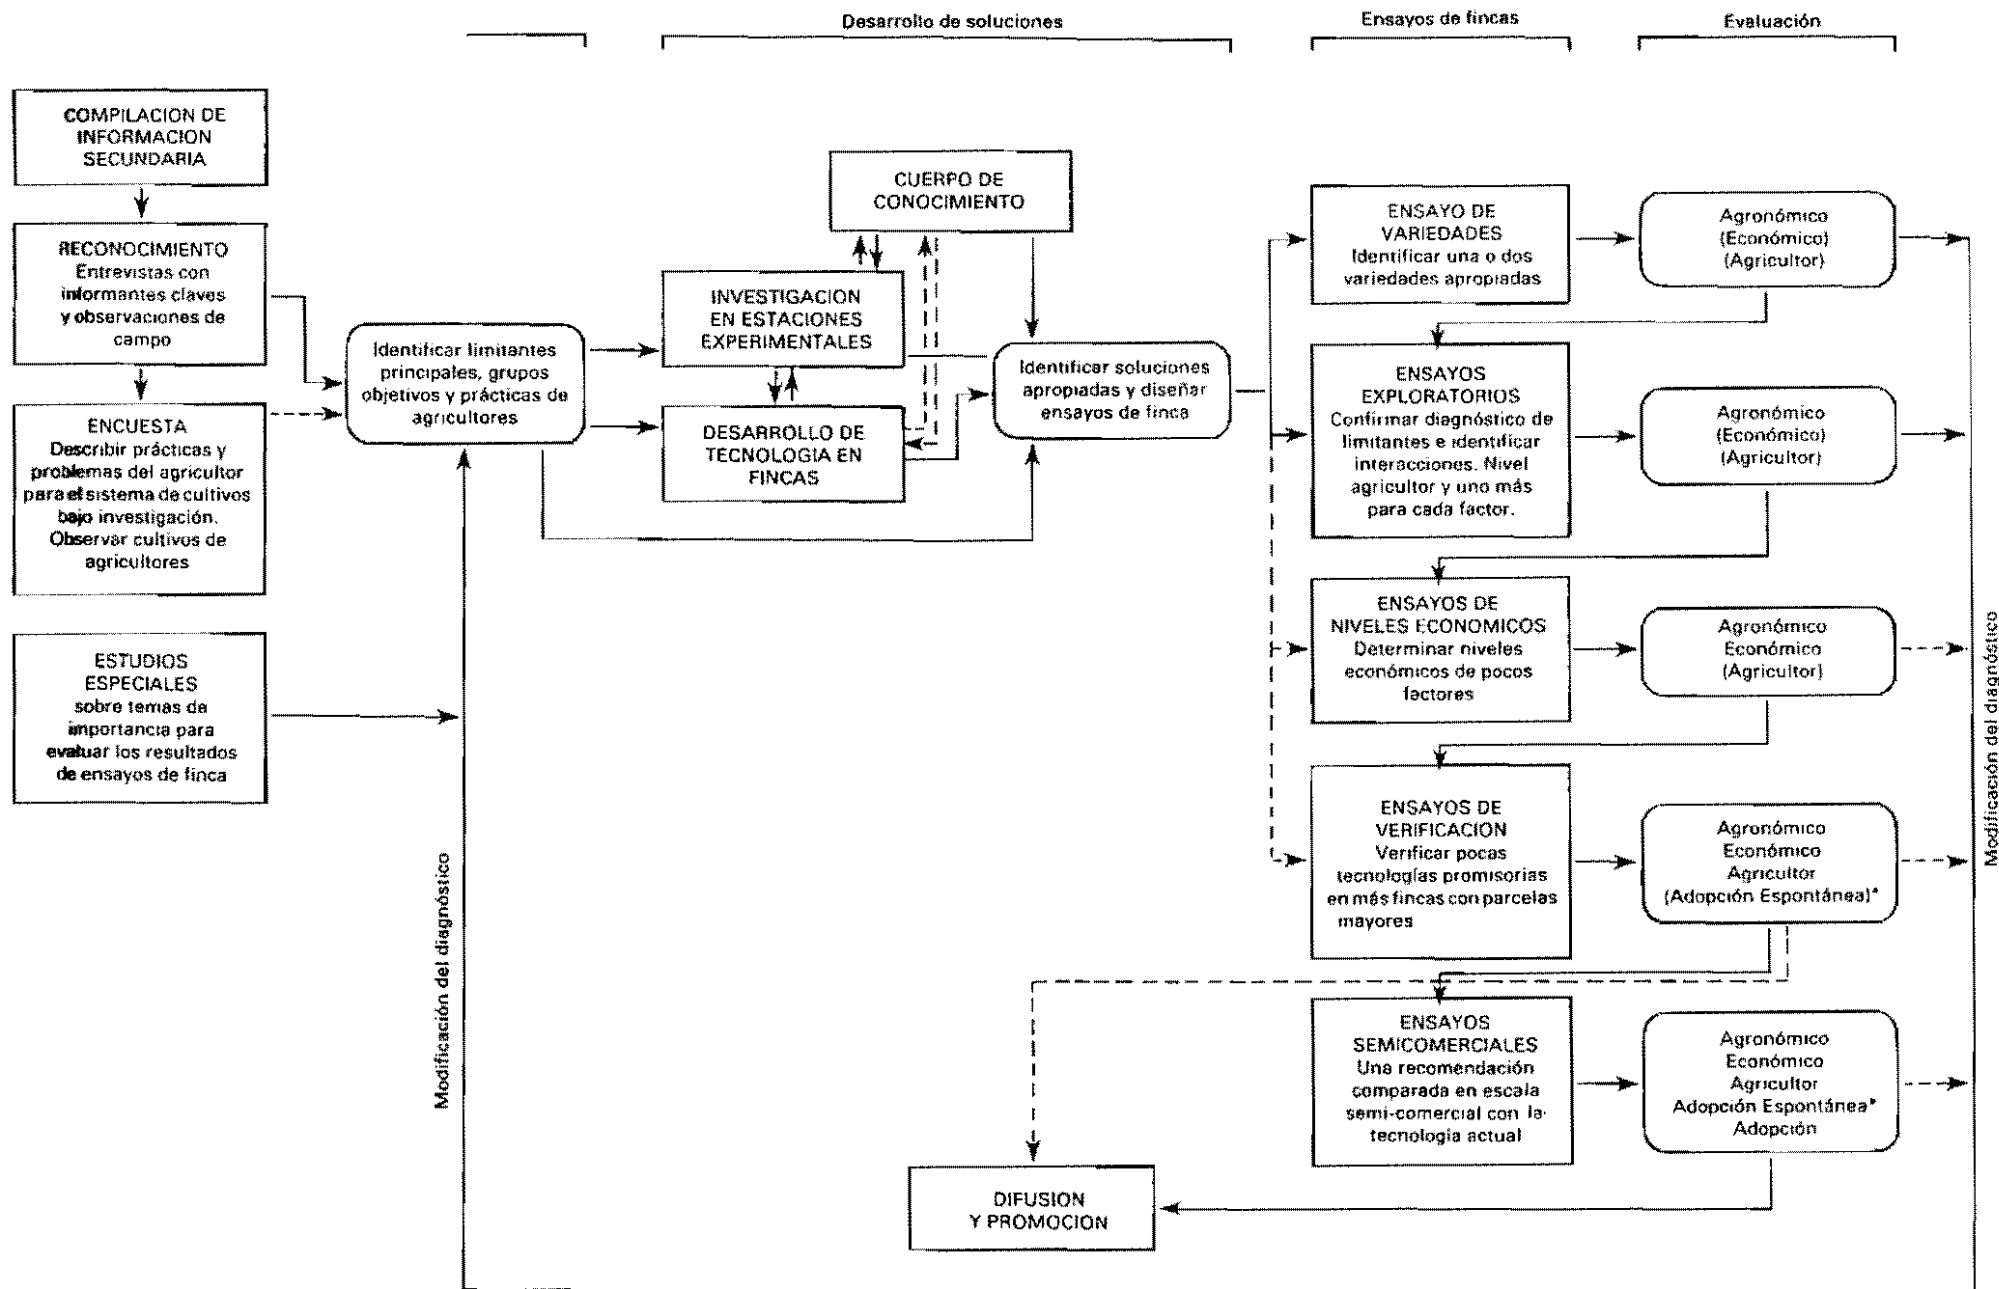 Desarrollo de soluciones
Ensayos de fincas
Evaluación
COMPILACION DE
INFORMACION
SECUNDARIA
RECONOCIMIENTO
Entrevistas con
informantes claves
y observaciones de
campo
ENCUESTA
Describir prácticas y
problemas del agricultor
para el sistema de cultivos
bajo investigación.
Observar cultivos de
agricultores
ESTUDIOS
ESPECIALES
sobre temas de
importancia para
evaluar los resultados
de ensayos de finca
Identificar limitantes
principales, grupos
objetivos y prácticas de
agricultores
Modificación del diagnóstico
CUERPO DE
CONOCIMIENTO
INVESTIGACION
EN ESTACIONES
EXPERIMENTALES
DESARROLLO DE
TECNOLOGIA EN
FINCAS
Identificar soluciones
apropiadas y diseñar
ensayos de finca
ENSAYO DE
VARIEDADES
Identificar una o dos
variedades apropiadas
Agronómico
(Económico)
(Agricultor)
ENSAYOS
EXPLORATORIOS
Confirmar diagnóstico de
limitantes e identificar
interacciones. Nivel
agricultor y uno más
para cada factor.
Agronómico
(Económico)
(Agricultor)
ENSAYOS DE
NIVELES ECONOMICOS
Determinar niveles
económicos de pocos
factores
Agronómico
Económico
(Agricultor)
ENSAYOS DE
VERIFICACION
Verificar pocas
tecnologías promisorias
en más fincas con parcelas
mayores
Agronómico
Económico
Agricultor
(Adopción Espontánea)*
ENSAYOS
SEMICOMERCIALES
Una recomendación
comparada en escala
semi-comercial con la
tecnología actual
Agronómico
Económico
Agricultor
Adopción Espontánea*
Adopción
DIFUSION
Y PROMOCION
Modificación del diagnóstico